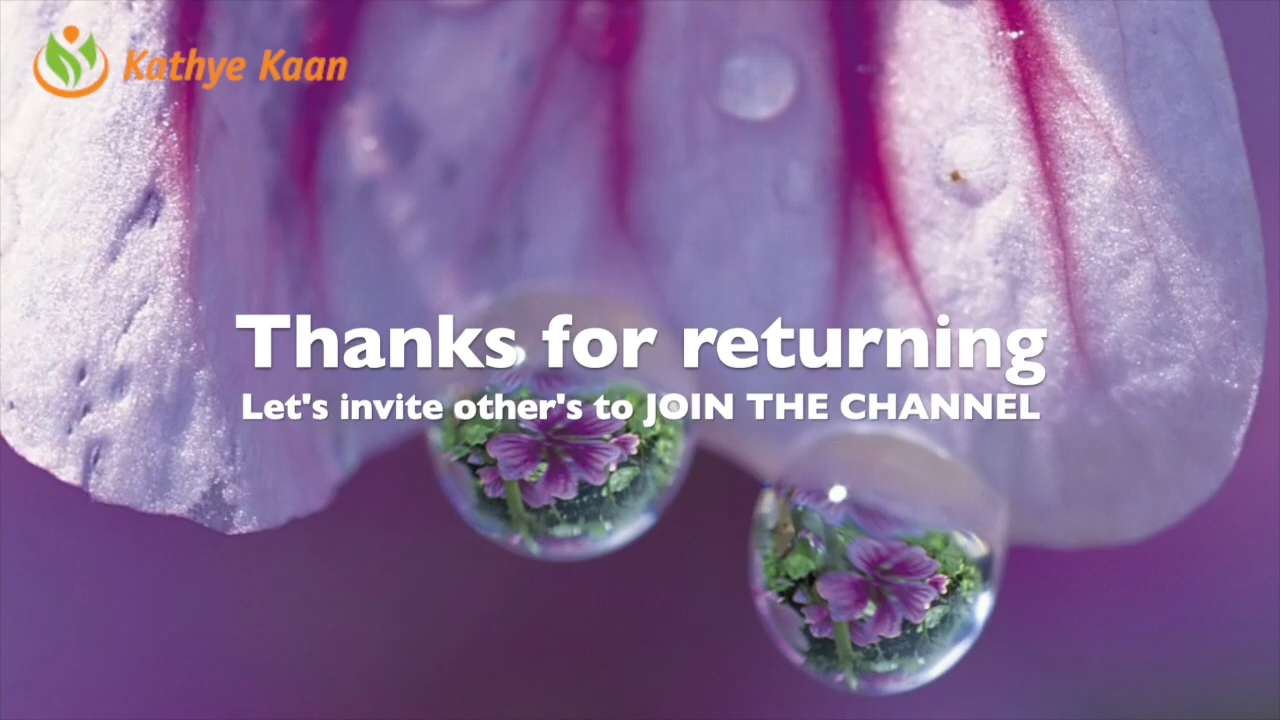 Kathye Kaan
Thanks for returning
Let's invite other's to JOIN THE CHANNEL